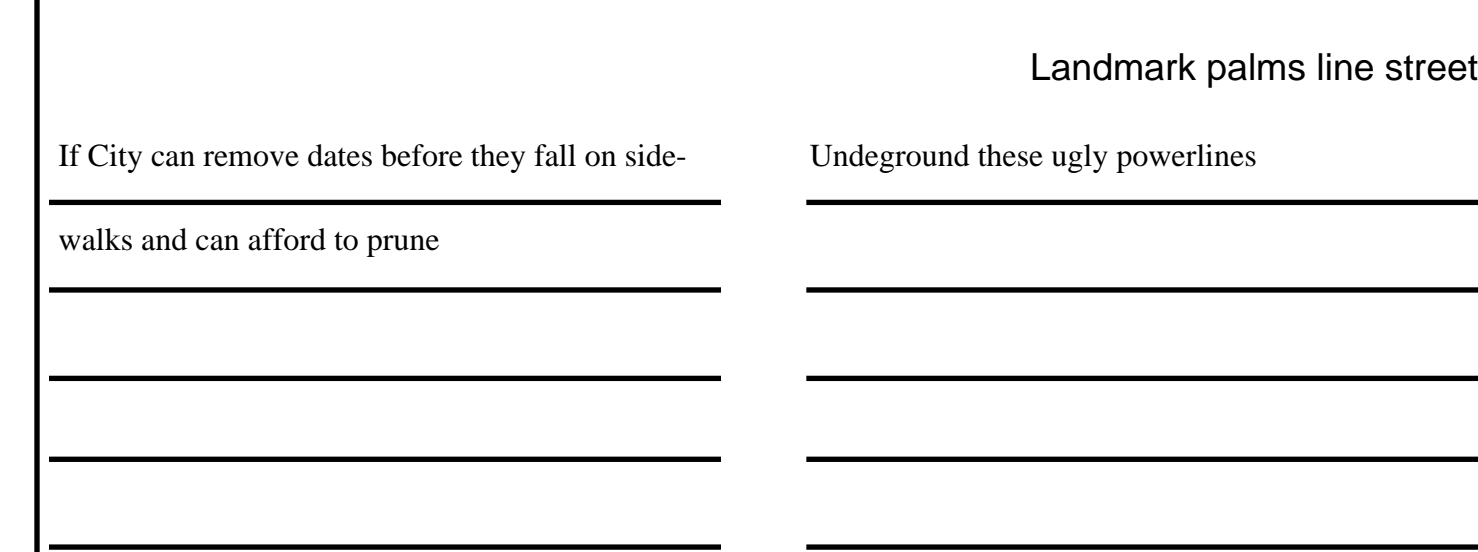 Landmark palms line street
If City can remove dates before they fall on side-
walks and can afford to prune
Undeground these ugly powerlines